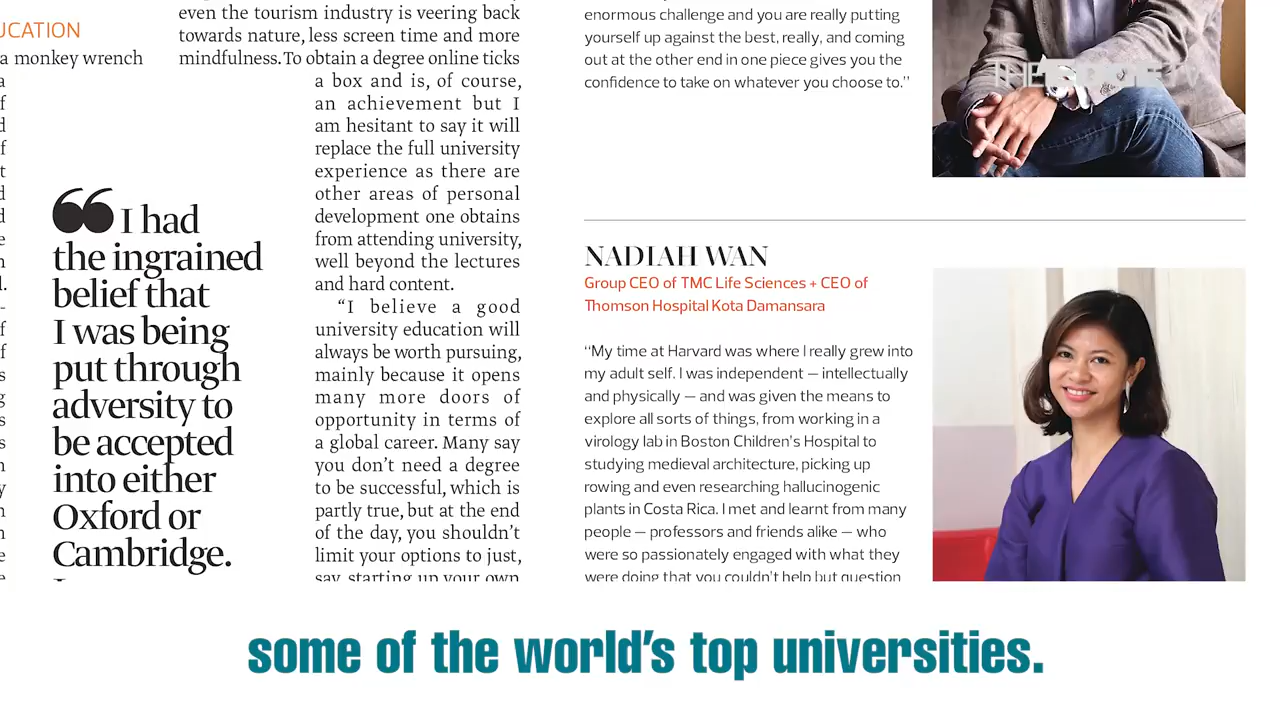 UCATION
a monkey wrench
a
f
d
f
t
d
d
e
n
l.
-
f
f
s
g
s
s
n
y
n
n
e
e
❝ I had
the ingrained
belief that
I was being
put through
adversity to
be accepted
into either
Oxford or
Cambridge.
even the tourism industry is veering back
towards nature, less screen time and more
mindfulness. To obtain a degree online ticks
a box and is, of course,
an achievement but I
am hesitant to say it will
replace the full university
experience as there are
other areas of personal
development one obtains
from attending university,
well beyond the lectures
and hard content.
“I believe a good
university education will
always be worth pursuing,
mainly because it opens
many more doors of
opportunity in terms of
a global career. Many say
you don’t need a degree
to be successful, which is
partly true, but at the end
of the day, you shouldn’t
limit your options to just,
say, starting up your own
enormous challenge and you are really putting
yourself up against the best, really, and coming
out at the other end in one piece gives you the
confidence to take on whatever you choose to.”
NADIAH WAN
Group CEO of TMC Life Sciences + CEO of
Thomson Hospital Kota Damansara
“My time at Harvard was where I really grew into
my adult self. I was independent — intellectually
and physically — and was given the means to
explore all sorts of things, from working in a
virology lab in Boston Children’s Hospital to
studying medieval architecture, picking up
rowing and even researching hallucinogenic
plants in Costa Rica. I met and learnt from many
people — professors and friends alike — who
were so passionately engaged with what they
were doing that you couldn’t help but question
some of the world’s top universities.